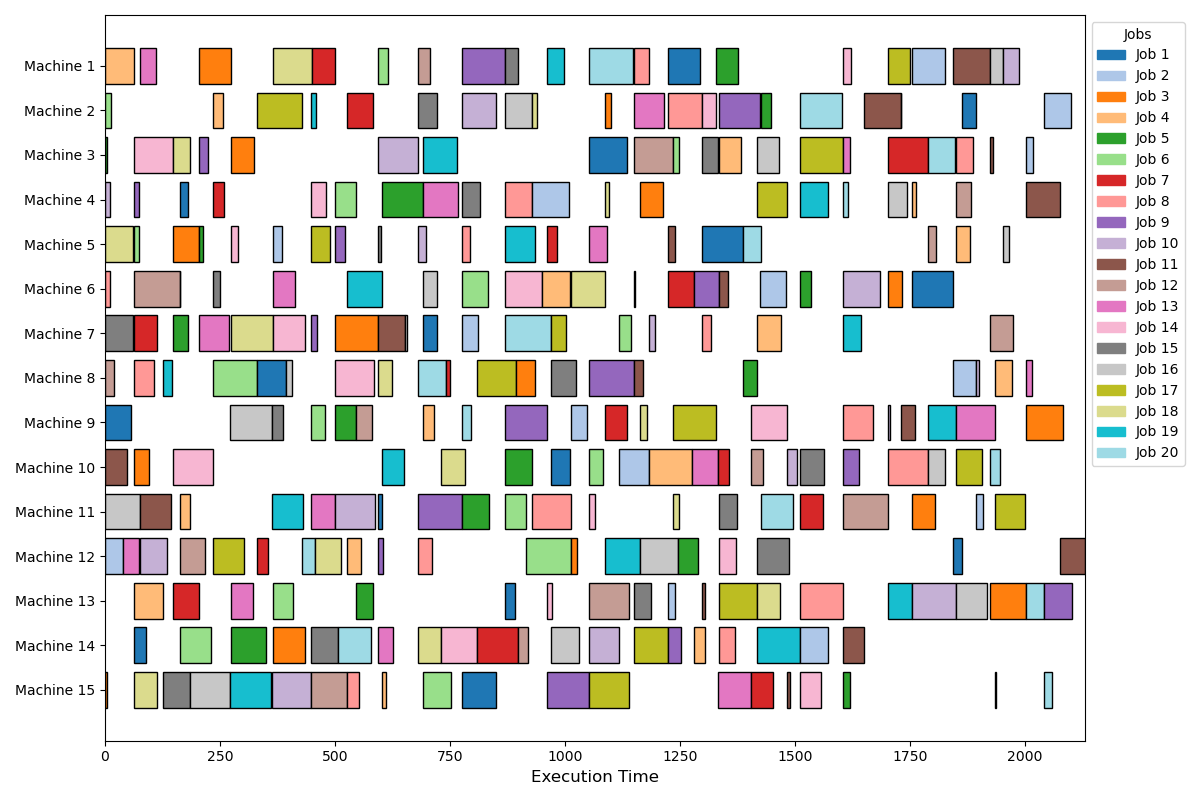 Machine 1
Machine 2
Machine 3
Machine 4
Machine 5
Machine 6
Machine 7
Machine 8
Machine 9
Machine 10
Machine 11
Machine 12
Machine 13
Machine 14
Machine 15
0 250 500 750 1000 1250 1500 1750 2000
Execution Time
Jobs
Job 1
Job 2
Job 3
Job 4
Job 5
Job 6
Job 7
Job 8
Job 9
Job 10
Job 11
Job 12
Job 13
Job 14
Job 15
Job 16
Job 17
Job 18
Job 19
Job 20